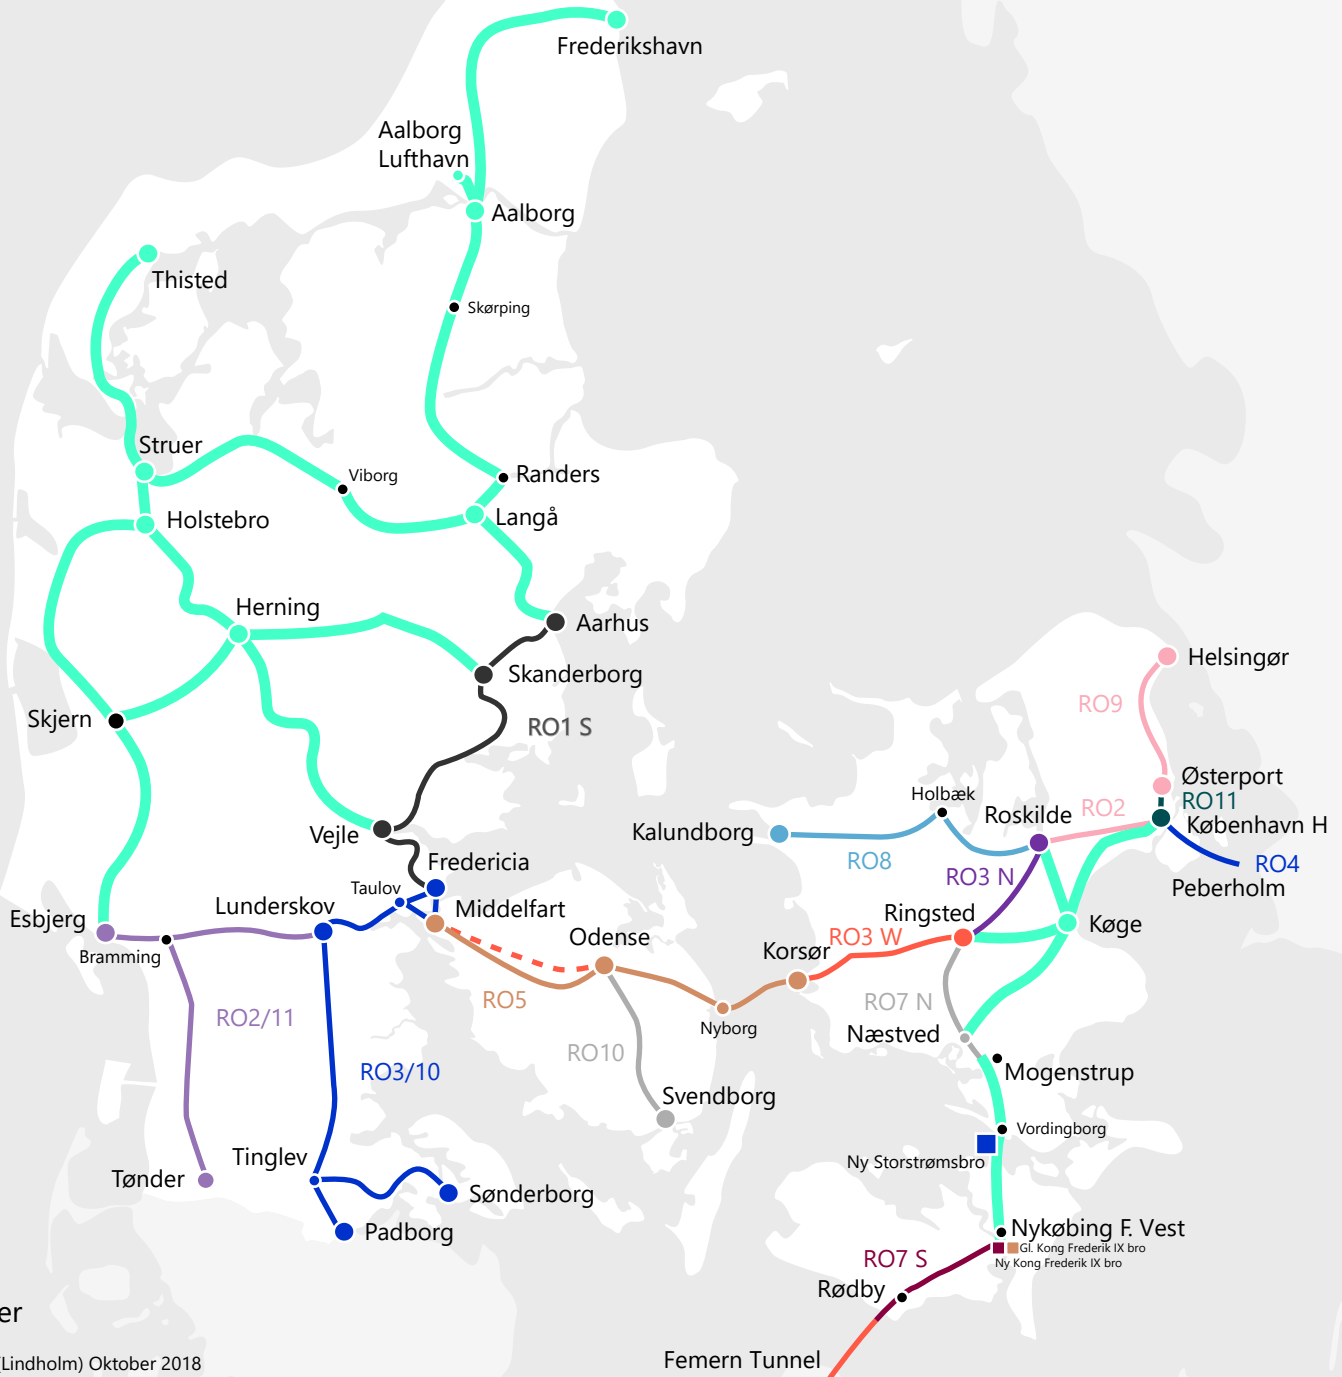 Frederikshavn
Aalborg
Lufthavn
Aalborg
Thisted
Skørping
Struer
Viborg
Randers
Holstebro
Langå
Herning
Aarhus
Skanderborg
Skjern
RO1 S
Helsingør
RO9
Østerport
RO11
Holbæk
RO2
Roskilde
København H
Vejle
Kalundborg
RO8
RO4
Fredericia
RO3 N
Peberholm
Taulov
Lunderskov
Middelfart
Ringsted
Esbjerg
Køge
Odense
RO3 W
Korsør
Bramming
RO5
RO7 N
RO2/11
Nyborg
Næstved
RO10
RO3/10
Mogenstrup
Svendborg
Vordingborg
Tinglev
Ny Storstrømsbro
Tønder
Sønderborg
Padborg
Nykøbing F. Vest
Gl. Kong Frederik IX bro
RO7 S
Ny Kong Frederik IX bro
Rødby
er
Femern Tunnel
(Lindholm) Oktober 2018